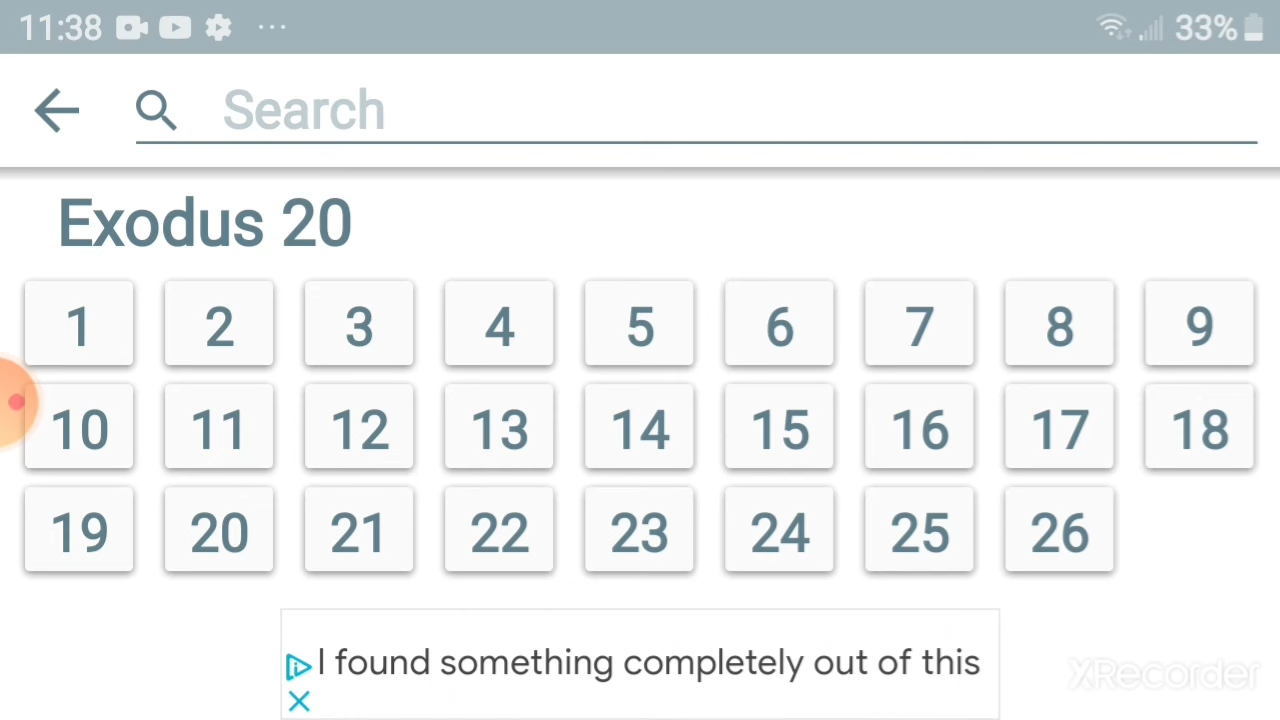 11:38 ... 33%
Search
Exodus 20
1 2 3 4 5 6 7 8 9
10 11 12 13 14 15 16 17 18
19 20 21 22 23 24 25 26
I found something completely out of this
XRecorder